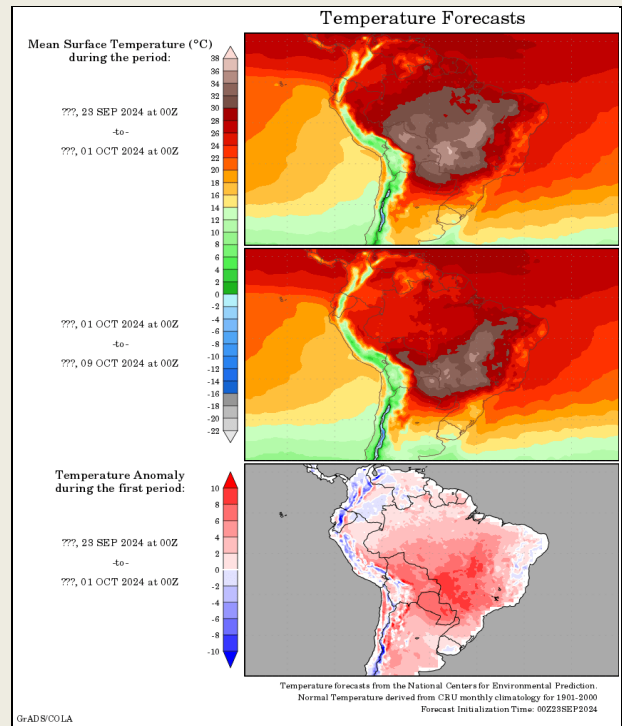 Temperature Forecasts
Mean Surface Temperature (°C)
during the period:
???, 23 SEP 2024 at 00Z
-to-
???, 01 OCT 2024 at 00Z
38
36
34
32
30
28
26
24
22
20
18
16
14
12
10
8
6
4
2
0
-2
-4
-6
-8
-10
-12
-14
-16
-18
-20
-22
???, 01 OCT 2024 at 00Z
-to-
???, 09 OCT 2024 at 00Z
Temperature Anomaly
during the first period:
???, 23 SEP 2024 at 00Z
-to-
???, 01 OCT 2024 at 00Z
10
8
6
4
2
0
-2
-4
-6
-8
-10
Temperature forecasts from the National Centers for Environmental Prediction.
Normal Temperature derived from CRU monthly climatology for 1901-2000
Forecast Initialization Time: 00Z23SEP2024
GrADS/COLA